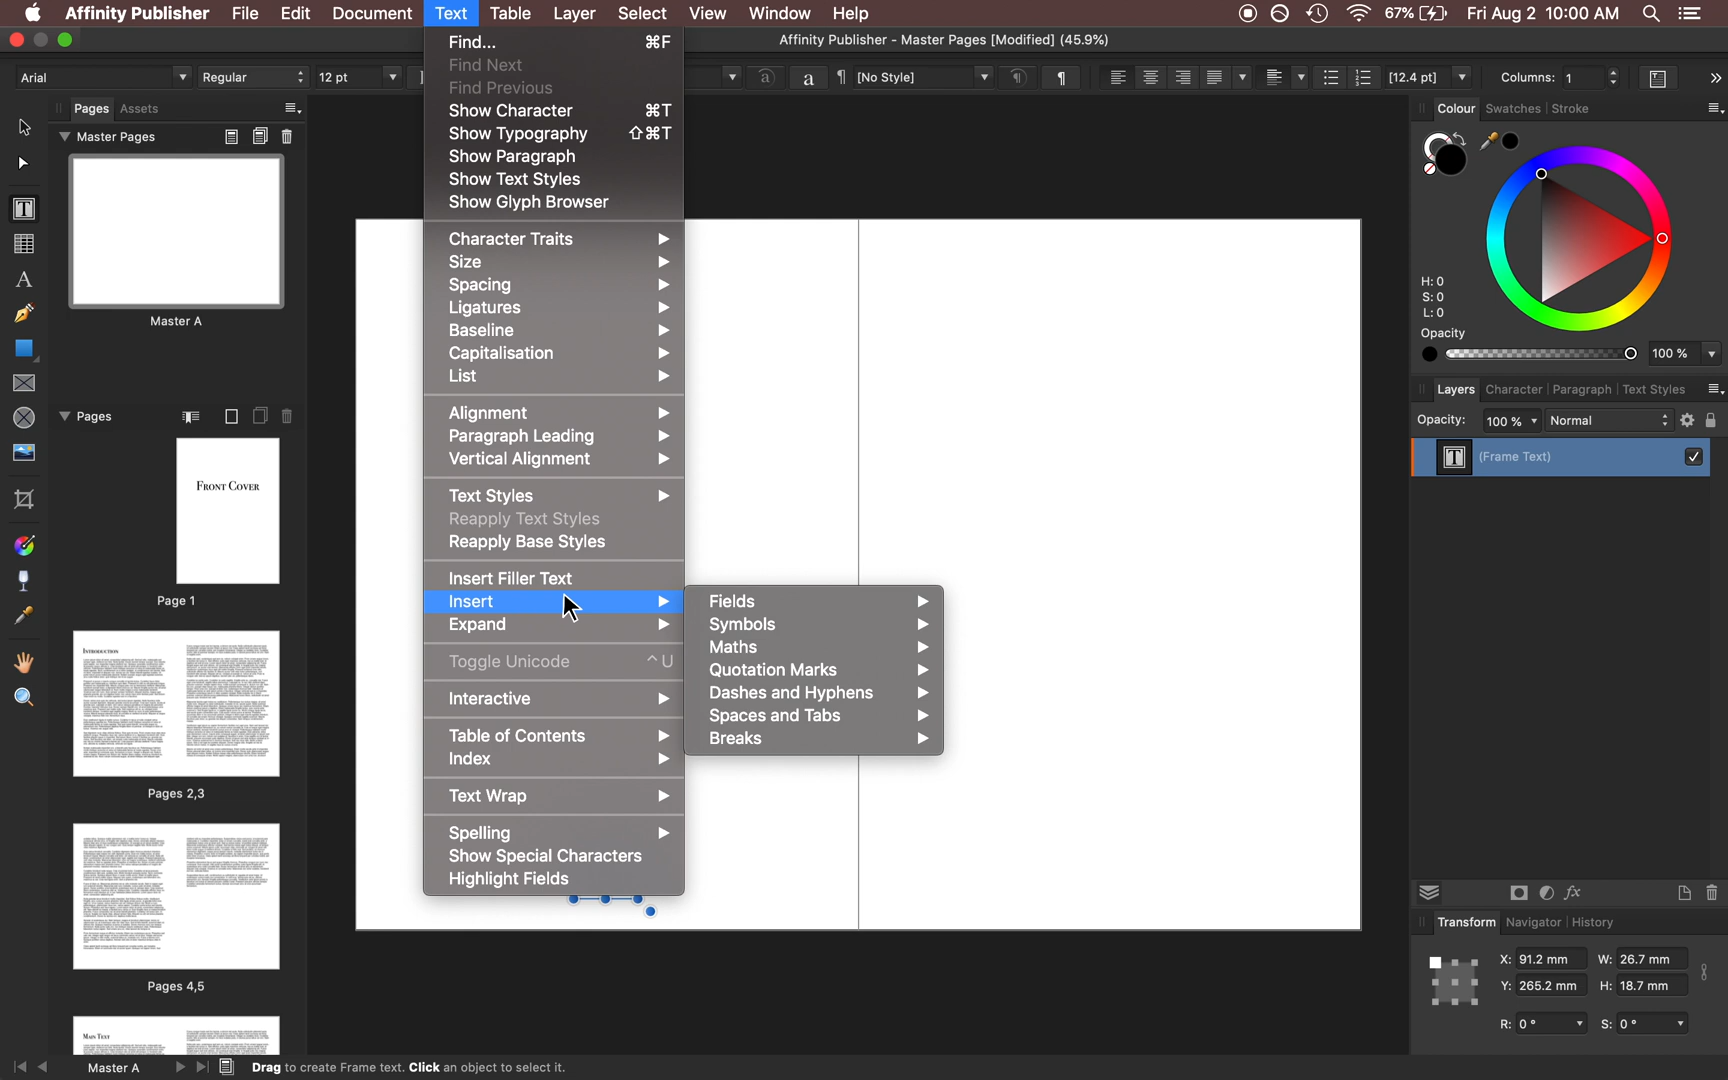 Affinity Publisher File Edit Document Text Table Layer Select View Window Help 67% Fri Aug 2 10:00 AM
Affinity Publisher - Master Pages [Modified] (45.9%)
Arial Regular 12 pt a a ¶ [No Style] ¶ ¶ [12.4 pt] Columns: 1 »
Pages Assets
Master Pages
Master A
Pages
FRONT COVER
Page 1
INTRODUCTION
Pages 2,3
Pages 4,5
MAIN TEXT
Find... ⌘F
Find Next
Find Previous
Show Character ⌘T
Show Typography ⇧⌘T
Show Paragraph
Show Text Styles
Show Glyph Browser
Character Traits
Size
Spacing
Ligatures
Baseline
Capitalisation
List
Alignment
Paragraph Leading
Vertical Alignment
Text Styles
Reapply Text Styles
Reapply Base Styles
Insert Filler Text
Insert
Expand
Toggle Unicode ^U
Interactive
Table of Contents
Index
Text Wrap
Spelling
Show Special Characters
Highlight Fields
Fields
Symbols
Maths
Quotation Marks
Dashes and Hyphens
Spaces and Tabs
Breaks
Colour Swatches Stroke
H: 0
S: 0
L: 0
Opacity
100 %
Layers Character Paragraph Text Styles
Opacity: 100 % Normal
(Frame Text)
fx
Transform Navigator History
X: 91.2 mm W: 26.7 mm
Y: 265.2 mm H: 18.7 mm
R: 0 ° S: 0 °
Master A Drag to create Frame text. Click an object to select it.